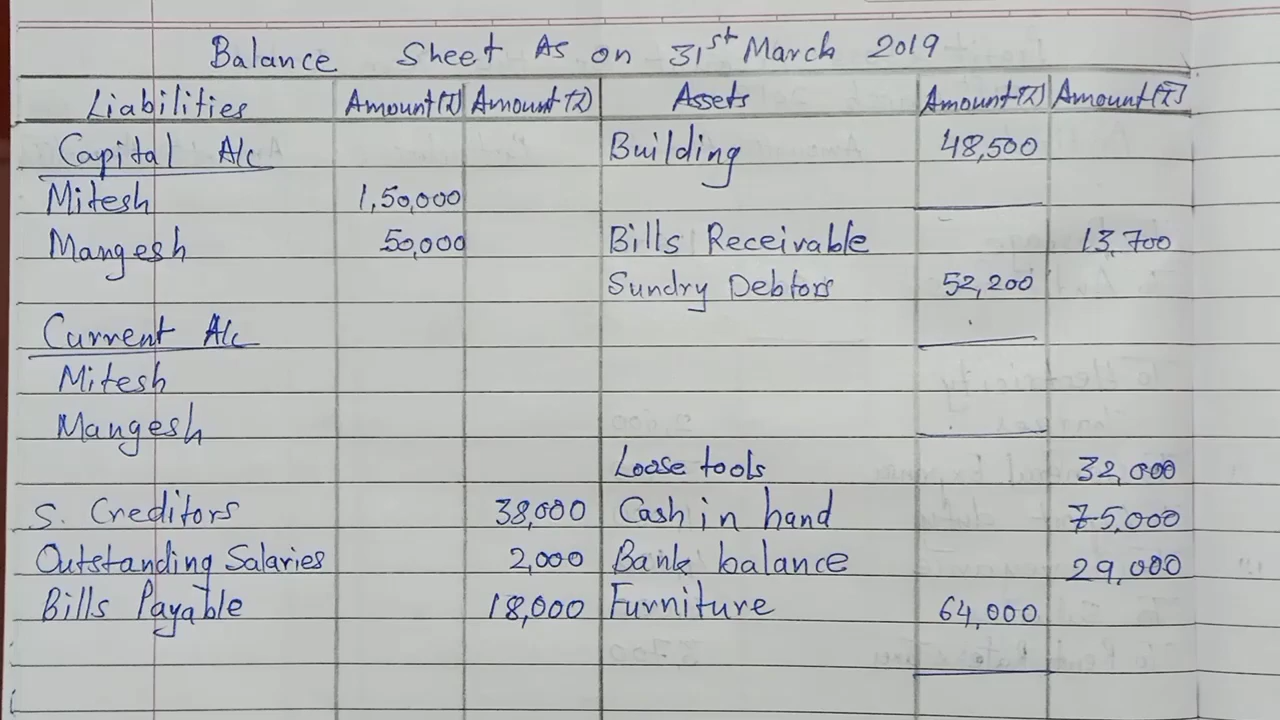 Balance Sheet As on 31st March 2019
Liabilities Amount(₹) Amount(₹) Assets Amount(₹) Amount(₹)
Capital A/c Building 48,500
Mitesh 1,50,000
Mangesh 50,000 Bills Receivable 13,700
Sundry Debtors 52,200
Current A/c
Mitesh
Mangesh
Loose tools 32,000
S. Creditors 38,000 Cash in hand 75,000
Outstanding Salaries 2,000 Bank balance 29,000
Bills Payable 18,000 Furniture 64,000